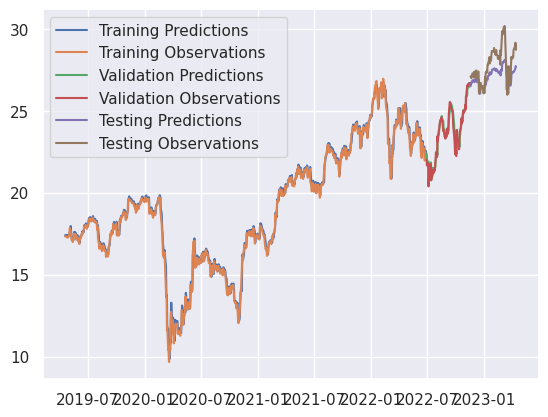 Training Predictions
Training Observations
Validation Predictions
Validation Observations
Testing Predictions
Testing Observations
30
25
20
15
10
2019-07 2020-01 2020-07 2021-01 2021-07 2022-01 2022-07 2023-01